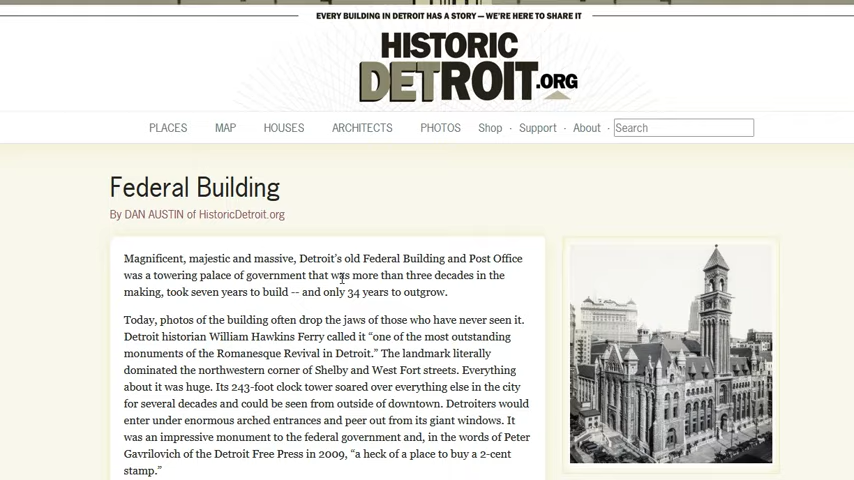 EVERY BUILDING IN DETROIT HAS A STORY — WE'RE HERE TO SHARE IT
HISTORIC
DETROIT.ORG
PLACES MAP HOUSES ARCHITECTS PHOTOS Shop · Support · About · Search
Federal Building
By DAN AUSTIN of HistoricDetroit.org
Magnificent, majestic and massive, Detroit's old Federal Building and Post Office
was a towering palace of government that was more than three decades in the
making, took seven years to build -- and only 34 years to outgrow.
Today, photos of the building often drop the jaws of those who have never seen it.
Detroit historian William Hawkins Ferry called it “one of the most outstanding
monuments of the Romanesque Revival in Detroit.” The landmark literally
dominated the northwestern corner of Shelby and West Fort streets. Everything
about it was huge. Its 243-foot clock tower soared over everything else in the city
for several decades and could be seen from outside of downtown. Detroiters would
enter under enormous arched entrances and peer out from its giant windows. It
was an impressive monument to the federal government and, in the words of Peter
Gavrilovich of the Detroit Free Press in 2009, “a heck of a place to buy a 2-cent
stamp.”